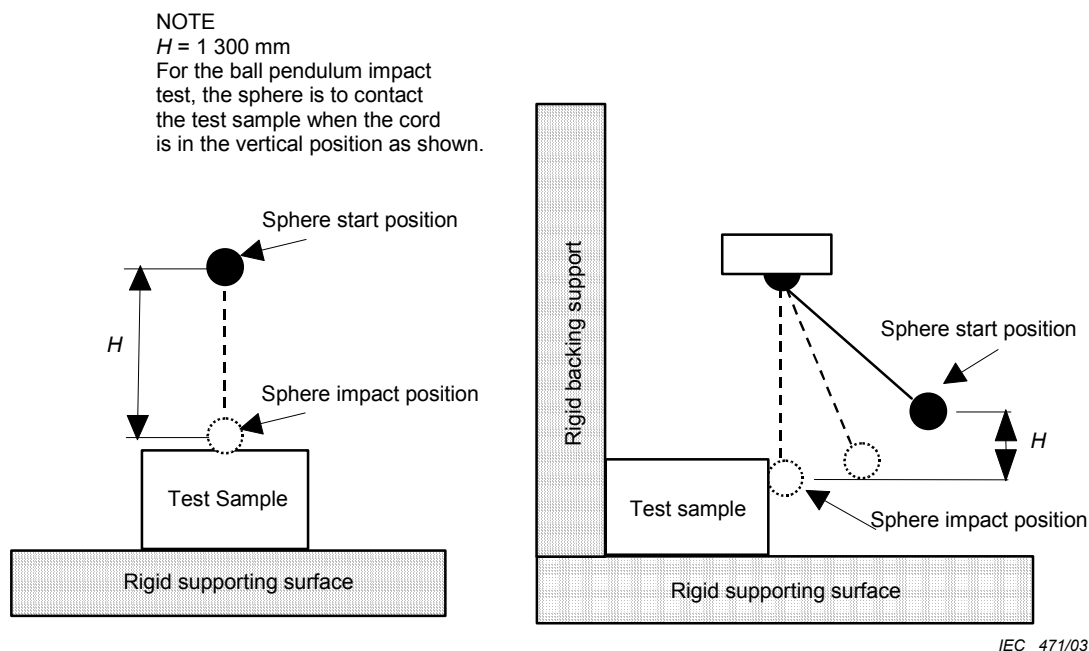 NOTE
H = 1 300 mm
For the ball pendulum impact
test, the sphere is to contact
the test sample when the cord
is in the vertical position as shown.
Sphere start position
H
Sphere impact position
Test Sample
Rigid supporting surface
Rigid backing support
Sphere start position
H
Test sample
Sphere impact position
Rigid supporting surface
IEC 471/03